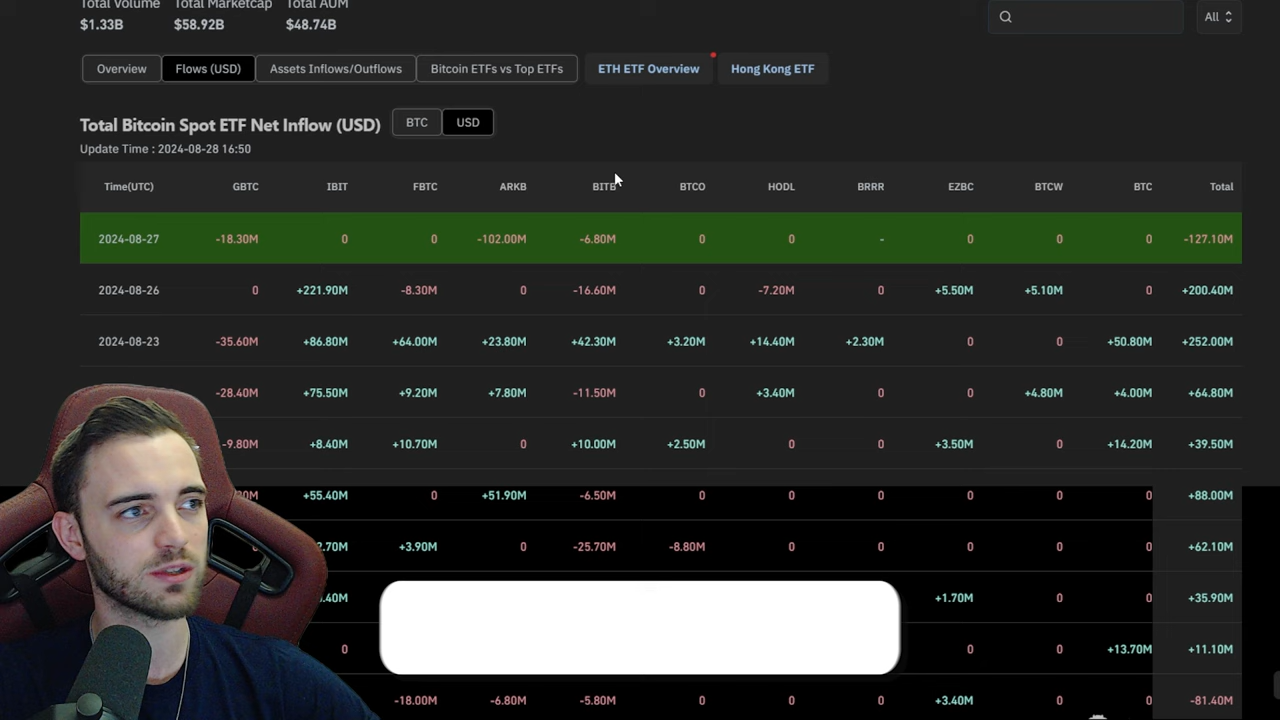 Total Volume Total Marketcap Total AUM
$1.33B $58.92B $48.74B
All
Overview Flows (USD) Assets Inflows/Outflows Bitcoin ETFs vs Top ETFs ETH ETF Overview Hong Kong ETF
Total Bitcoin Spot ETF Net Inflow (USD) BTC USD
Update Time : 2024-08-28 16:50
Time(UTC) GBTC IBIT FBTC ARKB BITB BTCO HODL BRRR EZBC BTCW BTC Total
2024-08-27 -18.30M 0 0 -102.00M -6.80M 0 0 - 0 0 0 -127.10M
2024-08-26 0 +221.90M -8.30M 0 -16.60M 0 -7.20M 0 +5.50M +5.10M 0 +200.40M
2024-08-23 -35.60M +86.80M +64.00M +23.80M +42.30M +3.20M +14.40M +2.30M 0 0 +50.80M +252.00M
-28.40M +75.50M +9.20M +7.80M -11.50M 0 +3.40M 0 0 +4.80M +4.00M +64.80M
-9.80M +8.40M +10.70M 0 +10.00M +2.50M 0 0 +3.50M 0 +14.20M +39.50M
+55.40M 0 +51.90M -6.50M 0 0 0 0 0 0 +88.00M
+3.90M 0 -25.70M -8.80M 0 0 0 0 0 +62.10M
+1.70M 0 0 +35.90M
0 0 0 +13.70M +11.10M
-18.00M -6.80M -5.80M 0 0 0 +3.40M 0 0 -81.40M